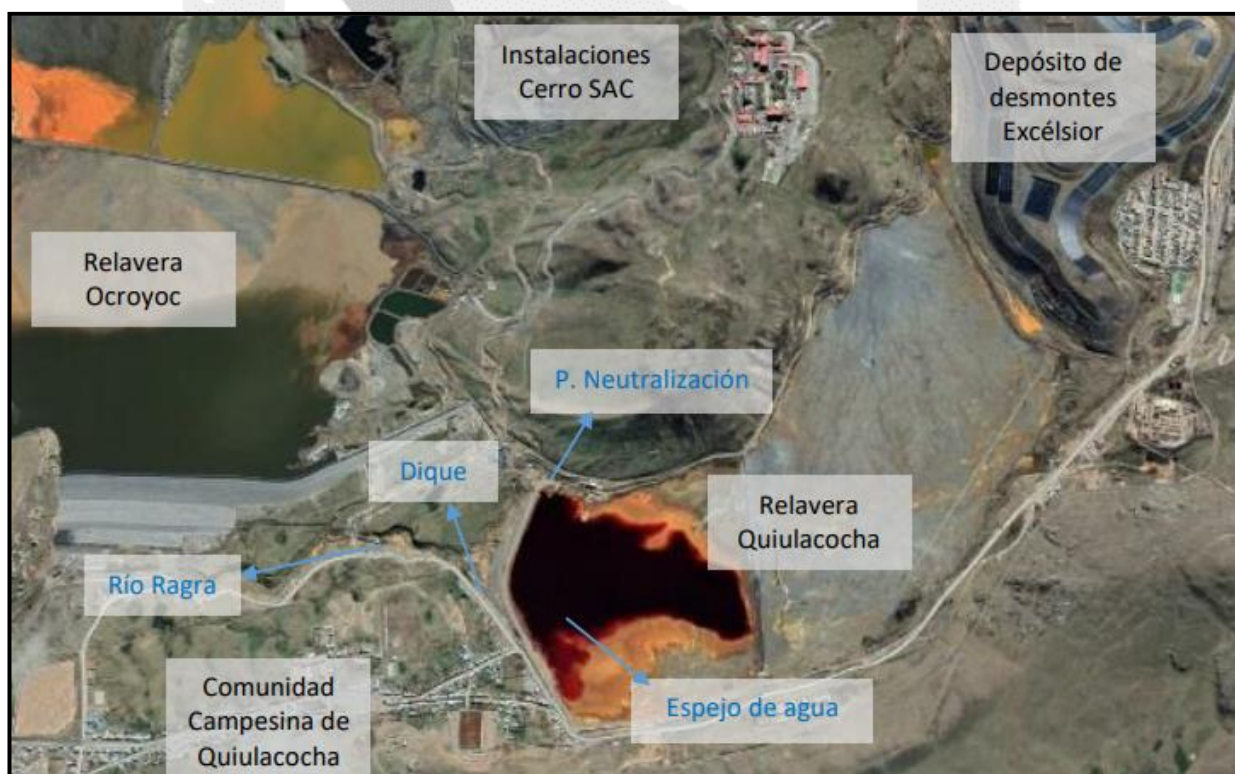 Instalaciones
Cerro SAC
Depósito de
desmontes
Excélsior
Relavera
Ocroyoc
P. Neutralización
Dique
Relavera
Quiulacocha
Río Ragra
Comunidad
Campesina de
Quiulacocha
Espejo de agua